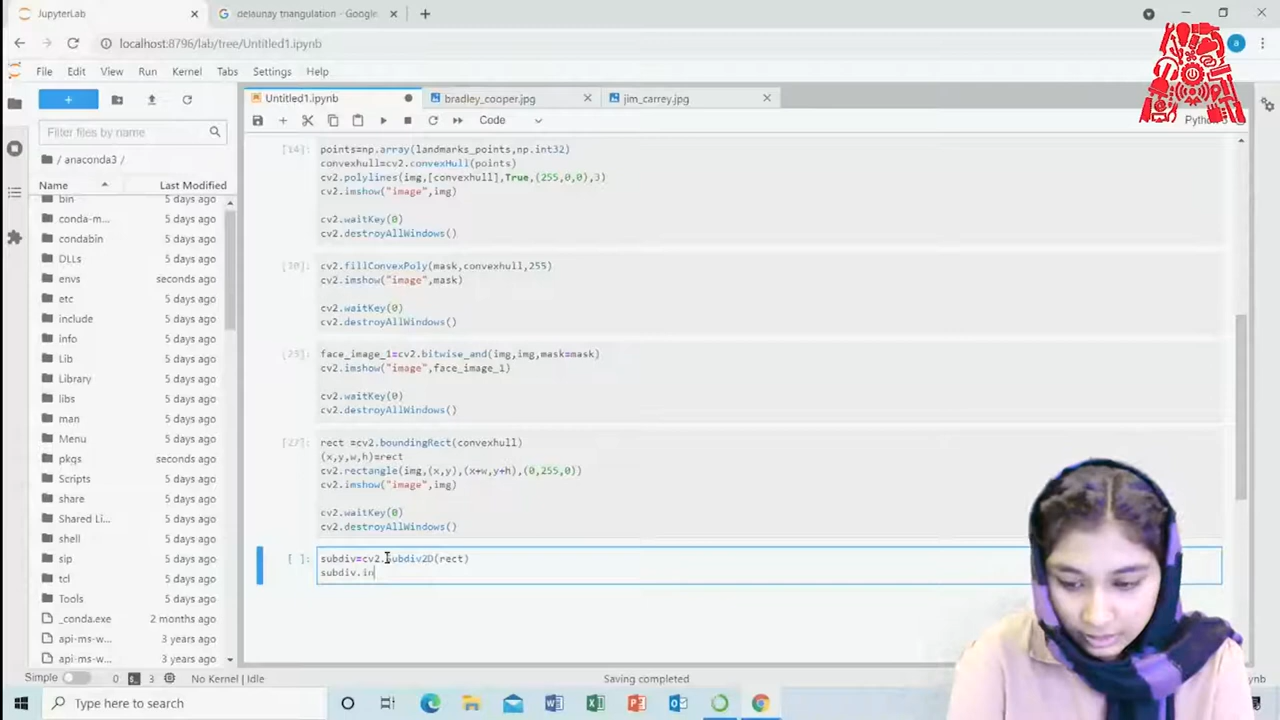 JupyterLab
delaunay triangulation - Google
localhost:8796/lab/tree/Untitled1.ipynb
a
File Edit View Run Kernel Tabs Settings Help
Untitled1.ipynb
bradley_cooper.jpg
jim_carrey.jpg
Code
Filter files by name
/ anaconda3 /
Name Last Modified
bin 5 days ago
conda-m... 5 days ago
condabin 5 days ago
DLLs 5 days ago
envs seconds ago
etc 5 days ago
include 5 days ago
info 5 days ago
Lib 5 days ago
Library 5 days ago
libs 5 days ago
man 5 days ago
Menu 5 days ago
pkgs seconds ago
Scripts 5 days ago
share 5 days ago
Shared Li... 5 days ago
shell 5 days ago
sip 5 days ago
tcl 5 days ago
Tools 5 days ago
_conda.exe 2 months ago
api-ms-w... 3 years ago
api-ms-w... 3 years ago
[14]: points=np.array(landmarks_points,np.int32)
convexhull=cv2.convexHull(points)
cv2.polylines(img,[convexhull],True,(255,0,0),3)
cv2.imshow("image",img)
cv2.waitKey(0)
cv2.destroyAllWindows()
cv2.fillConvexPoly(mask,convexhull,255)
cv2.imshow("image",mask)
cv2.waitKey(0)
cv2.destroyAllWindows()
face_image_1=cv2.bitwise_and(img,img,mask=mask)
cv2.imshow("image",face_image_1)
cv2.waitKey(0)
cv2.destroyAllWindows()
[27]: rect =cv2.boundingRect(convexhull)
(x,y,w,h)=rect
cv2.rectangle(img,(x,y),(x+w,y+h),(0,255,0))
cv2.imshow("image",img)
cv2.waitKey(0)
cv2.destroyAllWindows()
[ ]: subdiv=cv2.Subdiv2D(rect)
subdiv.in
Simple 0 3 No Kernel | Idle Saving completed
Type here to search